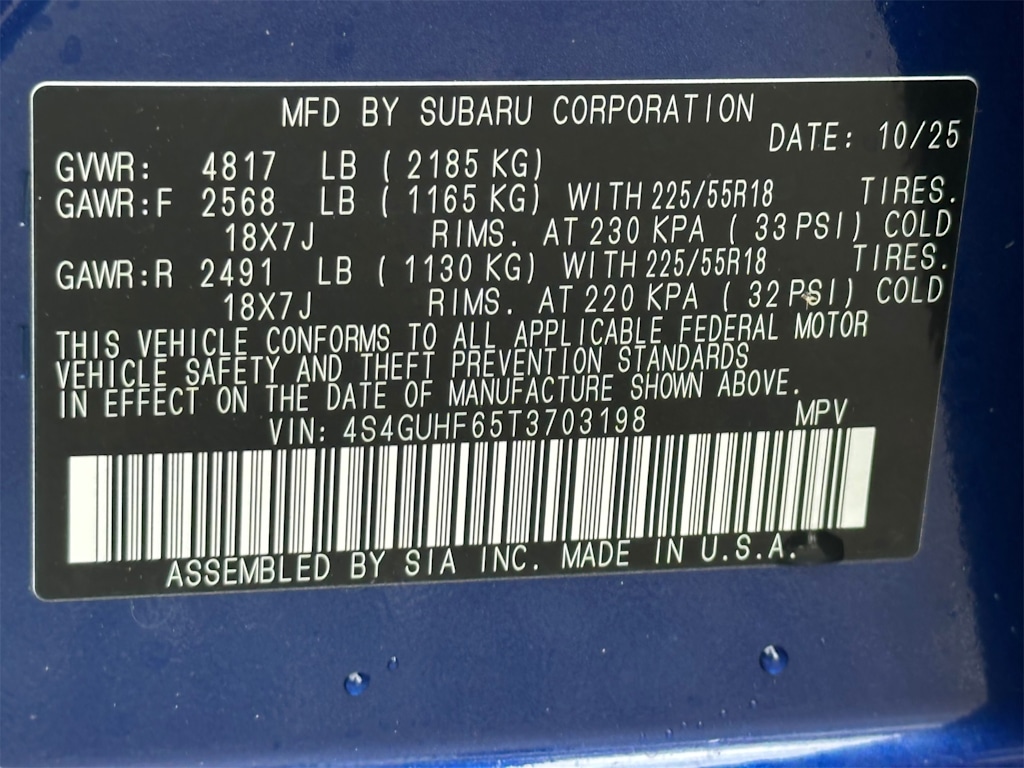 MFD BY SUBARU CORPORATION
DATE: 10/25
GVWR: 4817 LB ( 2185 KG)
GAWR:F 2568 LB ( 1165 KG) WITH 225/55R18 TIRES.
18X7J RIMS. AT 230 KPA ( 33 PSI) COLD
GAWR:R 2491 LB ( 1130 KG) WITH 225/55R18 TIRES.
18X7J RIMS. AT 220 KPA ( 32 PSI) COLD
THIS VEHICLE CONFORMS TO ALL APPLICABLE FEDERAL MOTOR
VEHICLE SAFETY AND THEFT PREVENTION STANDARDS
IN EFFECT ON THE DATE OF MANUFACTURE SHOWN ABOVE.
VIN: 4S4GUHF65T3703198 MPV
ASSEMBLED BY SIA INC. MADE IN U.S.A.